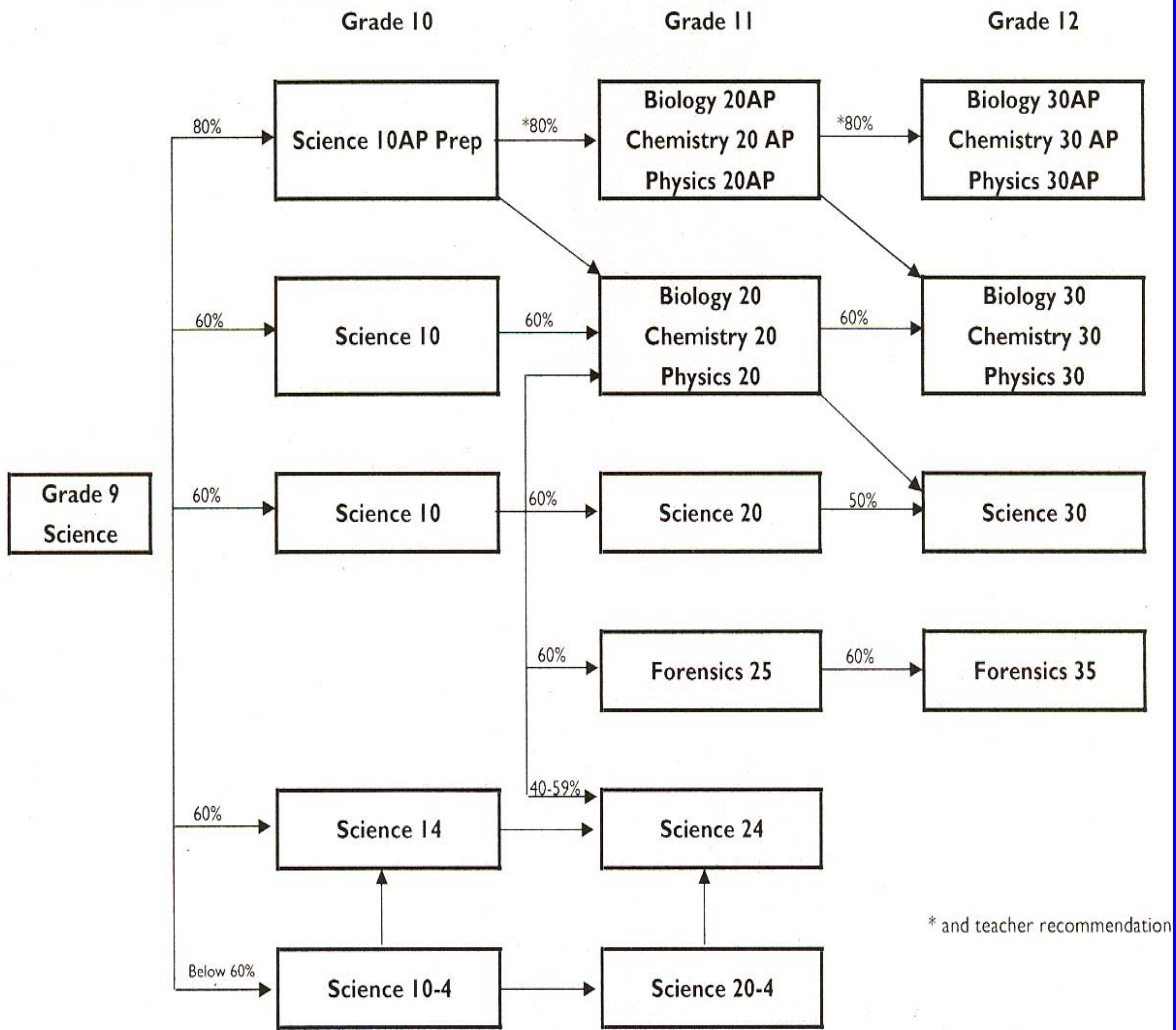 Grade 10
Grade 11
Grade 12
80%
Science 10AP Prep
*80%
Biology 20AP
Chemistry 20 AP
Physics 20AP
*80%
Biology 30AP
Chemistry 30 AP
Physics 30AP
60%
Science 10
60%
Biology 20
Chemistry 20
Physics 20
60%
Biology 30
Chemistry 30
Physics 30
Grade 9
Science
60%
Science 10
60%
Science 20
50%
Science 30
60%
Forensics 25
60%
Forensics 35
60%
Science 14
40-59%
Science 24
* and teacher recommendation
Below 60%
Science 10-4
Science 20-4